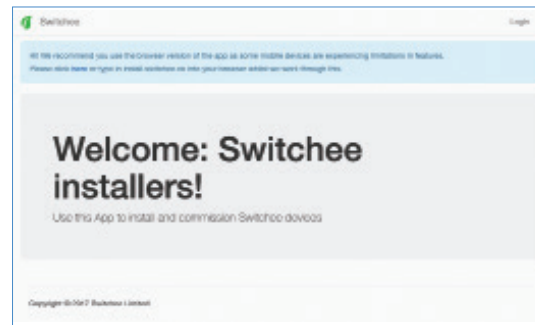 Switchee
Login
Hi! We recommend you use the browser version of the app as some mobile devices are experiencing limitations in features.
Please click here or type in install.switchee.co into your browser whilst we work through this.
Welcome: Switchee
installers!
Use this App to install and commission Switchee devices
Copyright © 2017 Switchee Limited